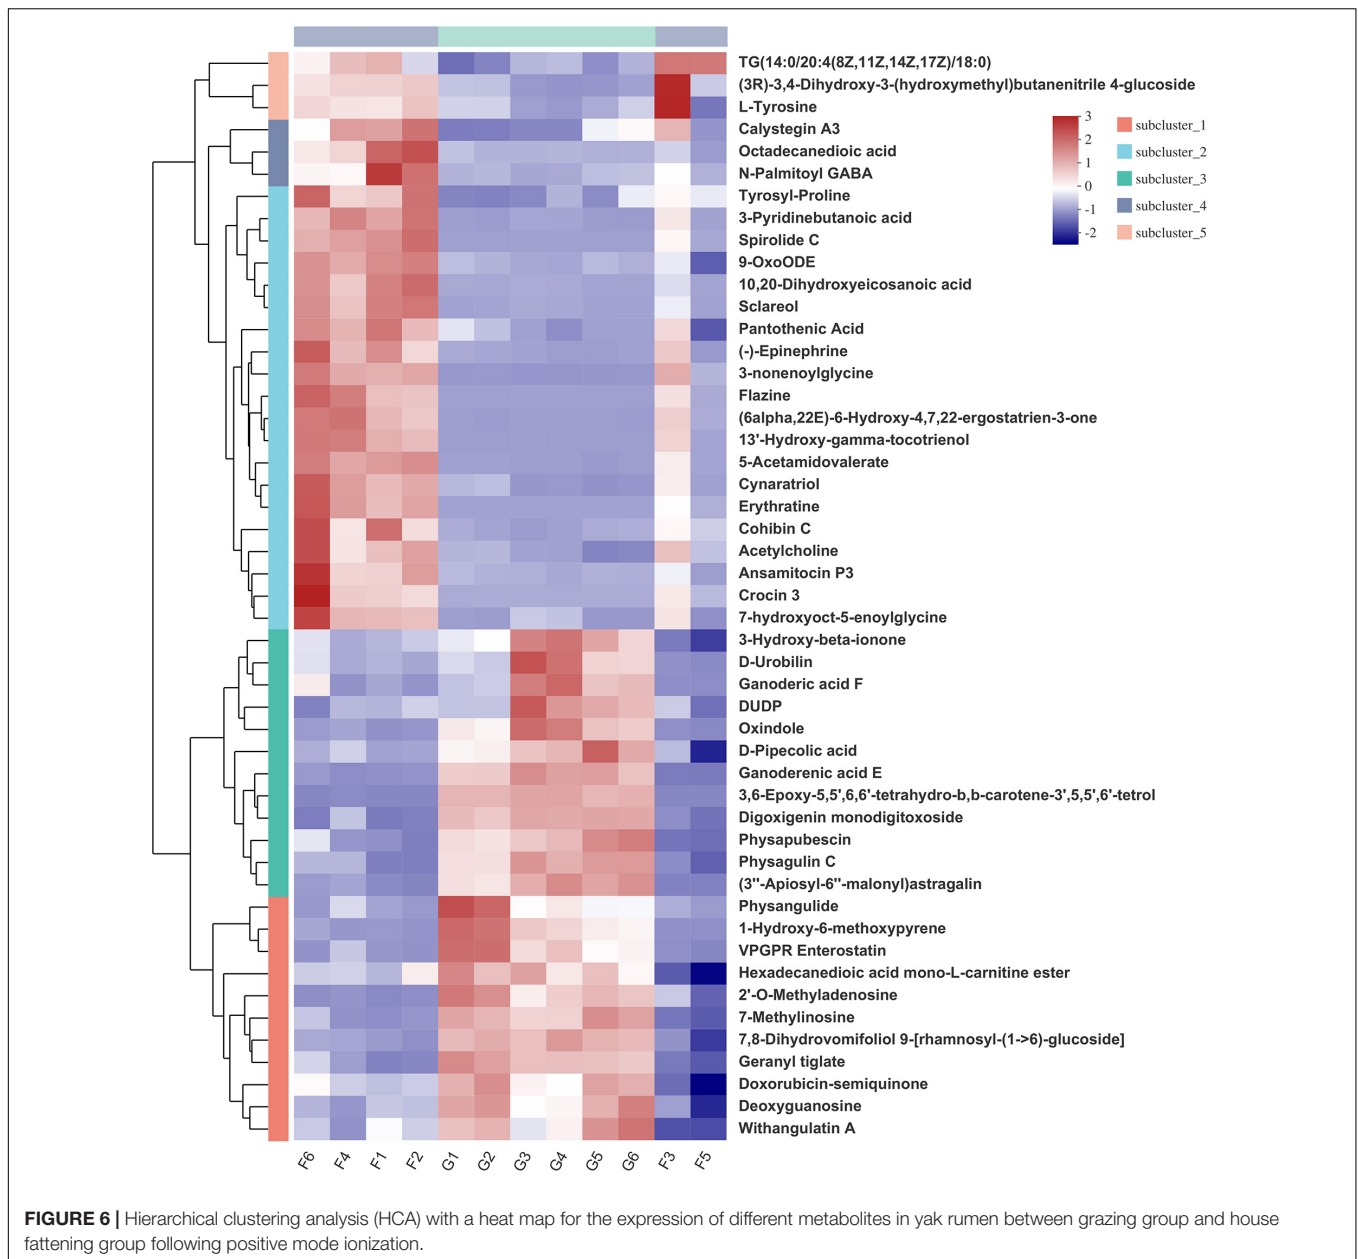 TG(14:0/20:4(8Z,11Z,14Z,17Z)/18:0)
(3R)-3,4-Dihydroxy-3-(hydroxymethyl)butanenitrile 4-glucoside
L-Tyrosine
Calystegin A3
Octadecanedioic acid
N-Palmitoyl GABA
Tyrosyl-Proline
3-Pyridinebutanoic acid
Spirolide C
9-OxoODE
10,20-Dihydroxyeicosanoic acid
Sclareol
Pantothenic Acid
(-)-Epinephrine
3-nonenoylglycine
Flazine
(6alpha,22E)-6-Hydroxy-4,7,22-ergostatrien-3-one
13'-Hydroxy-gamma-tocotrienol
5-Acetamidovalerate
Cynaratriol
Erythratine
Cohibin C
Acetylcholine
Ansamitocin P3
Crocin 3
7-hydroxyoct-5-enoylglycine
3-Hydroxy-beta-ionone
D-Urobilin
Ganoderic acid F
DUDP
Oxindole
D-Pipecolic acid
Ganoderenic acid E
3,6-Epoxy-5,5',6,6'-tetrahydro-b,b-carotene-3',5,5',6'-tetrol
Digoxigenin monodigitoxoside
Physapubescin
Physagulin C
(3''-Apiosyl-6''-malonyl)astragalin
Physangulide
1-Hydroxy-6-methoxypyrene
VPGPR Enterostatin
Hexadecanedioic acid mono-L-carnitine ester
2'-O-Methyladenosine
7-Methylinosine
7,8-Dihydrovomifoliol 9-[rhamnosyl-(1->6)-glucoside]
Geranyl tiglate
Doxorubicin-semiquinone
Deoxyguanosine
Withangulatin A
3
2
1
0
-1
-2
subcluster_1
subcluster_2
subcluster_3
subcluster_4
subcluster_5
F6 F4 F1 F2 G1 G2 G3 G4 G5 G6 F3 F5
FIGURE 6 | Hierarchical clustering analysis (HCA) with a heat map for the expression of different metabolites in yak rumen between grazing group and house
fattening group following positive mode ionization.